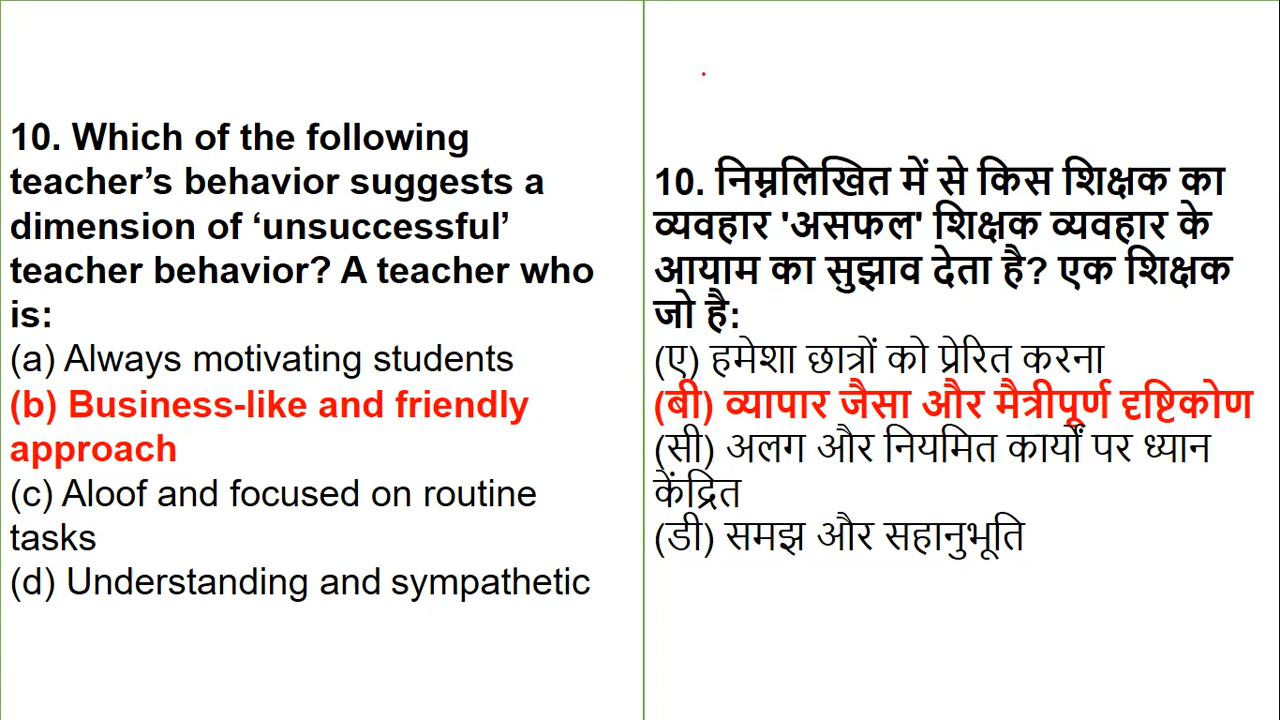 10. Which of the following
teacher’s behavior suggests a
dimension of ‘unsuccessful’
teacher behavior? A teacher who
is:
(a) Always motivating students
(b) Business-like and friendly
approach
(c) Aloof and focused on routine
tasks
(d) Understanding and sympathetic
10. निम्नलिखित में से किस शिक्षक का
व्यवहार 'असफल' शिक्षक व्यवहार के
आयाम का सुझाव देता है? एक शिक्षक
जो है:
(ए) हमेशा छात्रों को प्रेरित करना
(बी) व्यापार जैसा और मैत्रीपूर्ण दृष्टिकोण
(सी) अलग और नियमित कार्यों पर ध्यान
केंद्रित
(डी) समझ और सहानुभूति